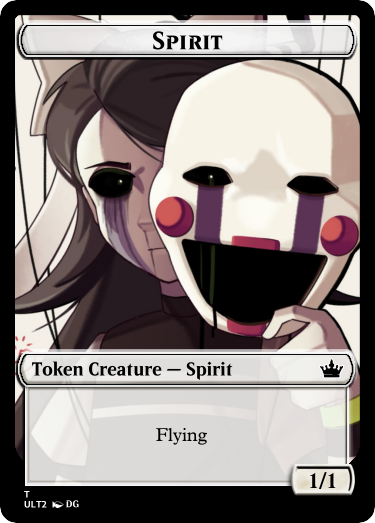 Spirit
Token Creature — Spirit
Flying
1/1
T
ULT2 DG